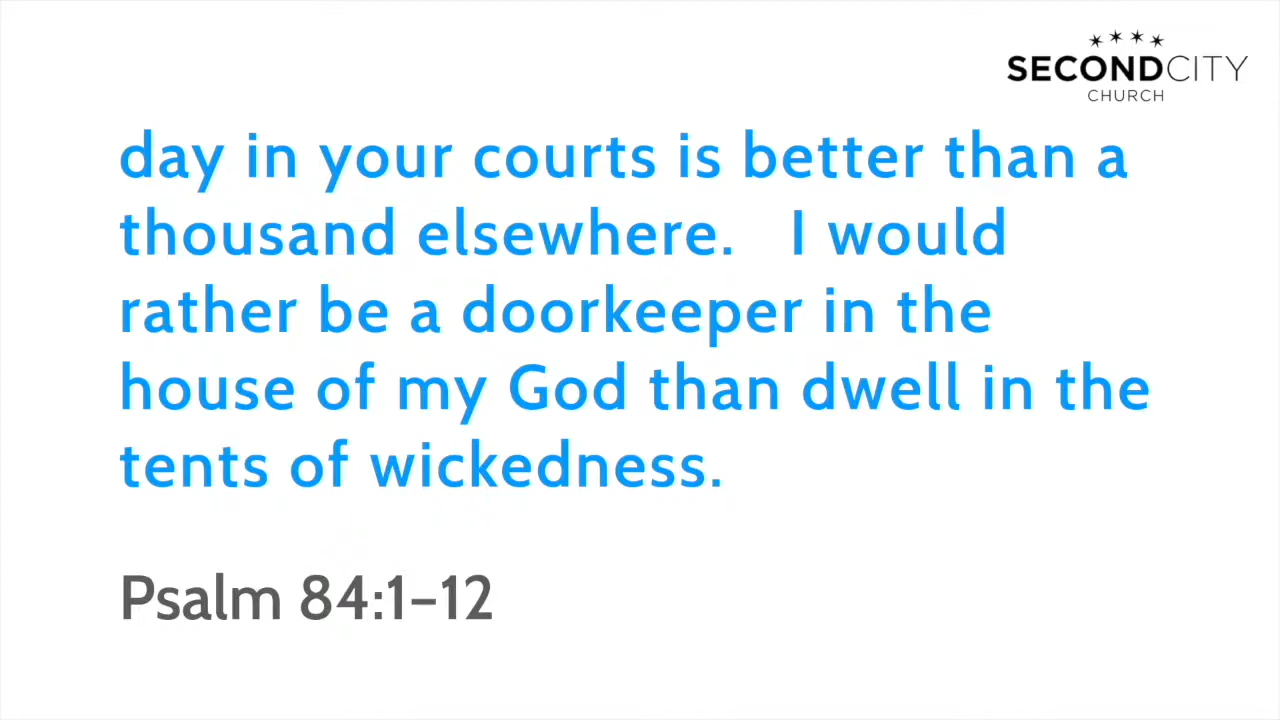 SECONDCITY
CHURCH
day in your courts is better than a
thousand elsewhere. I would
rather be a doorkeeper in the
house of my God than dwell in the
tents of wickedness.
Psalm 84:1–12